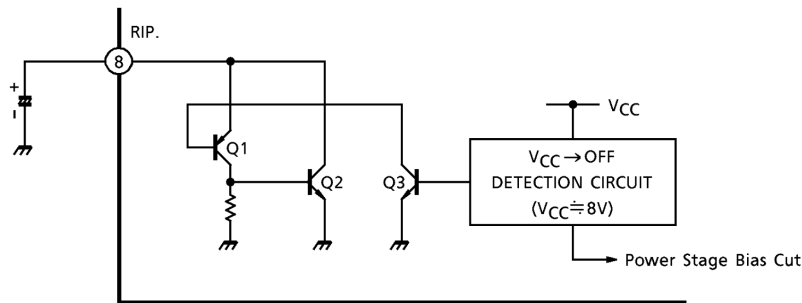 RIP.
8
+
-
Q1
Q2
Q3
VCC
VCC→OFF
DETECTION CIRCUIT
(VCC≒8V)
Power Stage Bias Cut